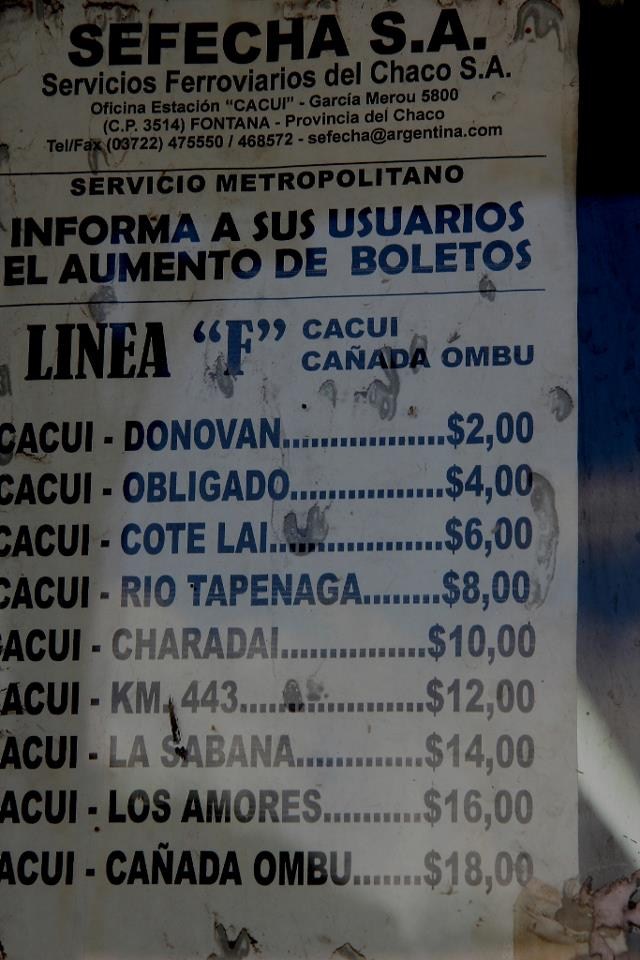 SEFECHA S.A.
Servicios Ferroviarios del Chaco S.A.
Oficina Estación "CACUI" - García Merou 5800
(C.P. 3514) FONTANA - Provincia del Chaco
Tel/Fax (03722) 475550 / 468572 - sefecha@argentina.com
SERVICIO METROPOLITANO
INFORMA A SUS USUARIOS
EL AUMENTO DE BOLETOS
LINEA "F" CACUI
CAÑADA OMBU
CACUI - DONOVAN..................$2,00
CACUI - OBLIGADO.................$4,00
CACUI - COTE LAI...................$6,00
CACUI - RIO TAPENAGA.........$8,00
CACUI - CHARADAI................$10,00
ACUI - KM. 443.....................$12,00
ACUI - LA SABANA..............$14,00
ACUI - LOS AMORES...........$16,00
ACUI - CAÑADA OMBU.......$18,00